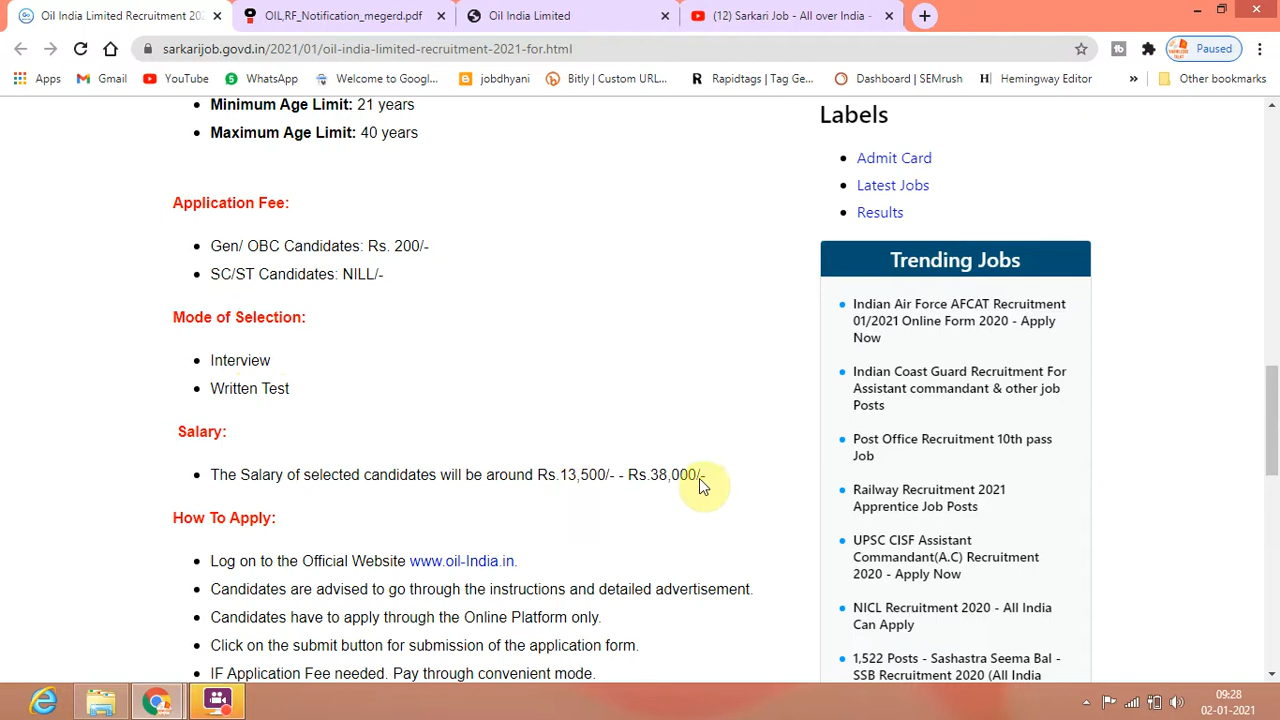 Oil India Limited Recruitment 202
OIL,RF_Notification_megerd.pdf
Oil India Limited
(12) Sarkari Job - All over India -
sarkarijob.govd.in/2021/01/oil-india-limited-recruitment-2021-for.html
Paused
Apps
Gmail
YouTube
WhatsApp
Welcome to Googl...
jobdhyani
Bitly | Custom URL...
Rapidtags | Tag Ge...
Dashboard | SEMrush
Hemingway Editor
»
Other bookmarks
Minimum Age Limit: 21 years
Maximum Age Limit: 40 years
Application Fee:
Gen/ OBC Candidates: Rs. 200/-
SC/ST Candidates: NILL/-
Mode of Selection:
Interview
Written Test
Salary:
The Salary of selected candidates will be around Rs.13,500/- - Rs.38,000/-
How To Apply:
Log on to the Official Website www.oil-India.in.
Candidates are advised to go through the instructions and detailed advertisement.
Candidates have to apply through the Online Platform only.
Click on the submit button for submission of the application form.
IF Application Fee needed. Pay through convenient mode.
Labels
Admit Card
Latest Jobs
Results
Trending Jobs
Indian Air Force AFCAT Recruitment
01/2021 Online Form 2020 - Apply
Now
Indian Coast Guard Recruitment For
Assistant commandant & other job
Posts
Post Office Recruitment 10th pass
Job
Railway Recruitment 2021
Apprentice Job Posts
UPSC CISF Assistant
Commandant(A.C) Recruitment
2020 - Apply Now
NICL Recruitment 2020 - All India
Can Apply
1,522 Posts - Sashastra Seema Bal -
SSB Recruitment 2020 (All India
09:28
02-01-2021